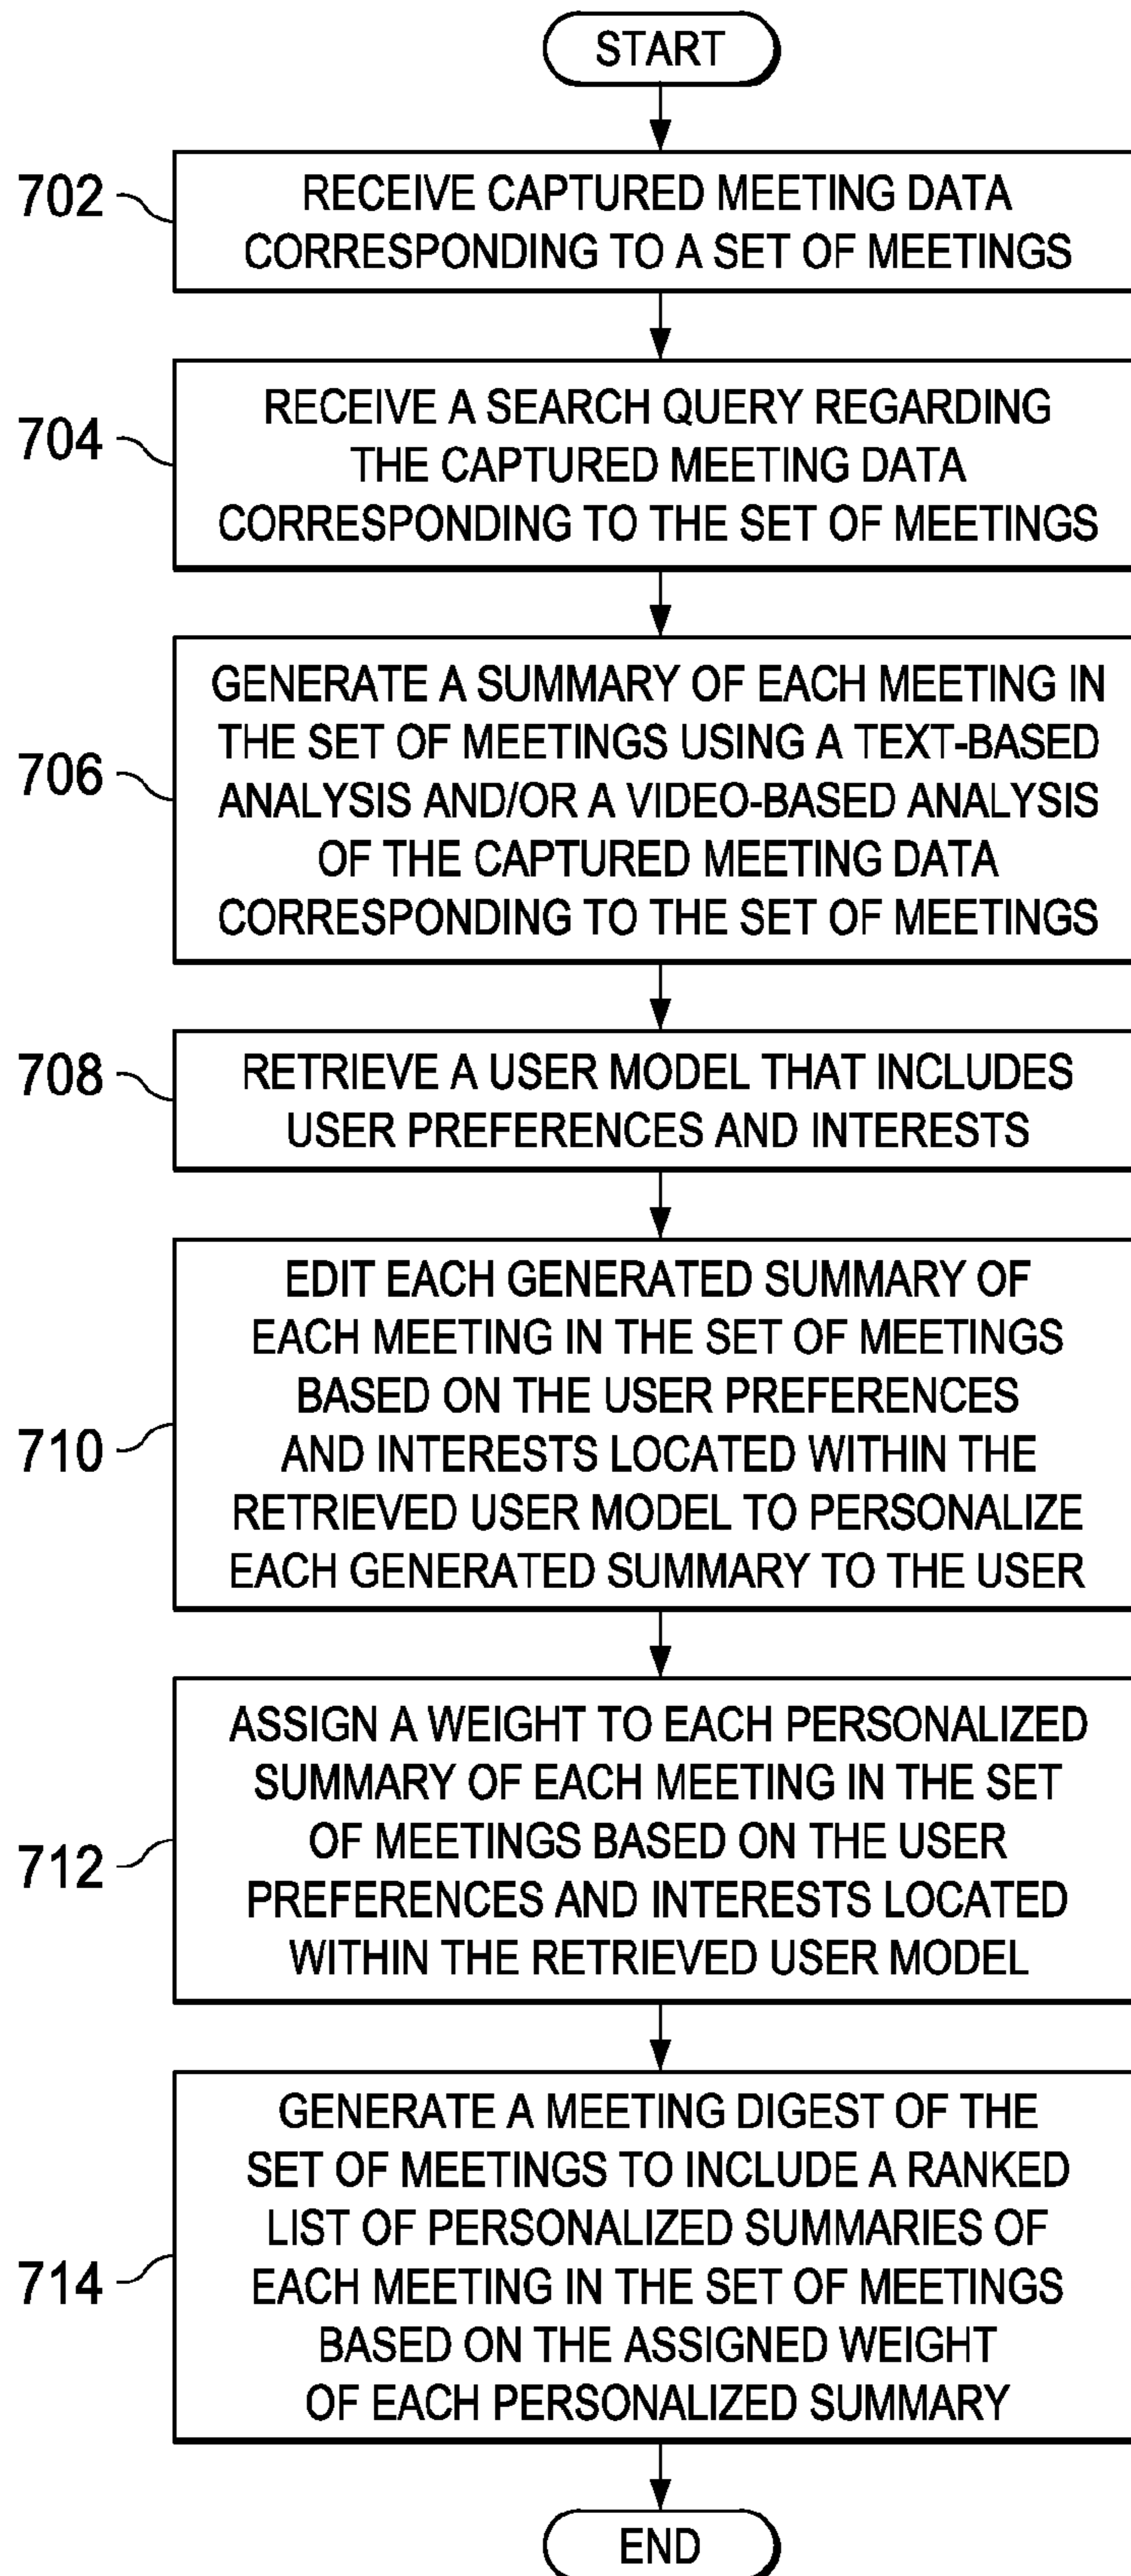 START
702
RECEIVE CAPTURED MEETING DATA
CORRESPONDING TO A SET OF MEETINGS
704
RECEIVE A SEARCH QUERY REGARDING
THE CAPTURED MEETING DATA
CORRESPONDING TO THE SET OF MEETINGS
706
GENERATE A SUMMARY OF EACH MEETING IN
THE SET OF MEETINGS USING A TEXT-BASED
ANALYSIS AND/OR A VIDEO-BASED ANALYSIS
OF THE CAPTURED MEETING DATA
CORRESPONDING TO THE SET OF MEETINGS
708
RETRIEVE A USER MODEL THAT INCLUDES
USER PREFERENCES AND INTERESTS
710
EDIT EACH GENERATED SUMMARY OF
EACH MEETING IN THE SET OF MEETINGS
BASED ON THE USER PREFERENCES
AND INTERESTS LOCATED WITHIN THE
RETRIEVED USER MODEL TO PERSONALIZE
EACH GENERATED SUMMARY TO THE USER
712
ASSIGN A WEIGHT TO EACH PERSONALIZED
SUMMARY OF EACH MEETING IN THE SET
OF MEETINGS BASED ON THE USER
PREFERENCES AND INTERESTS LOCATED
WITHIN THE RETRIEVED USER MODEL
714
GENERATE A MEETING DIGEST OF THE
SET OF MEETINGS TO INCLUDE A RANKED
LIST OF PERSONALIZED SUMMARIES OF
EACH MEETING IN THE SET OF MEETINGS
BASED ON THE ASSIGNED WEIGHT
OF EACH PERSONALIZED SUMMARY
END